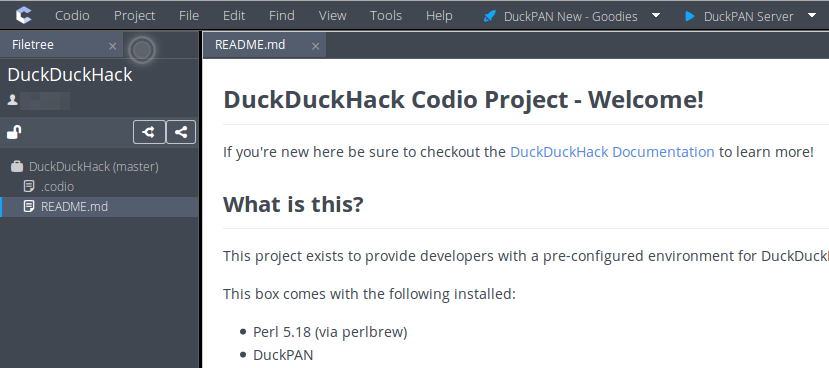 Codio Project File Edit Find View Tools Help DuckPAN New - Goodies DuckPAN Server
Filetree × README.md ×
DuckDuckHack
DuckDuckHack (master)
.codio
README.md
DuckDuckHack Codio Project - Welcome!
If you're new here be sure to checkout the DuckDuckHack Documentation to learn more!
What is this?
This project exists to provide developers with a pre-configured environment for
This box comes with the following installed:
• Perl 5.18 (via perlbrew)
• DuckPAN